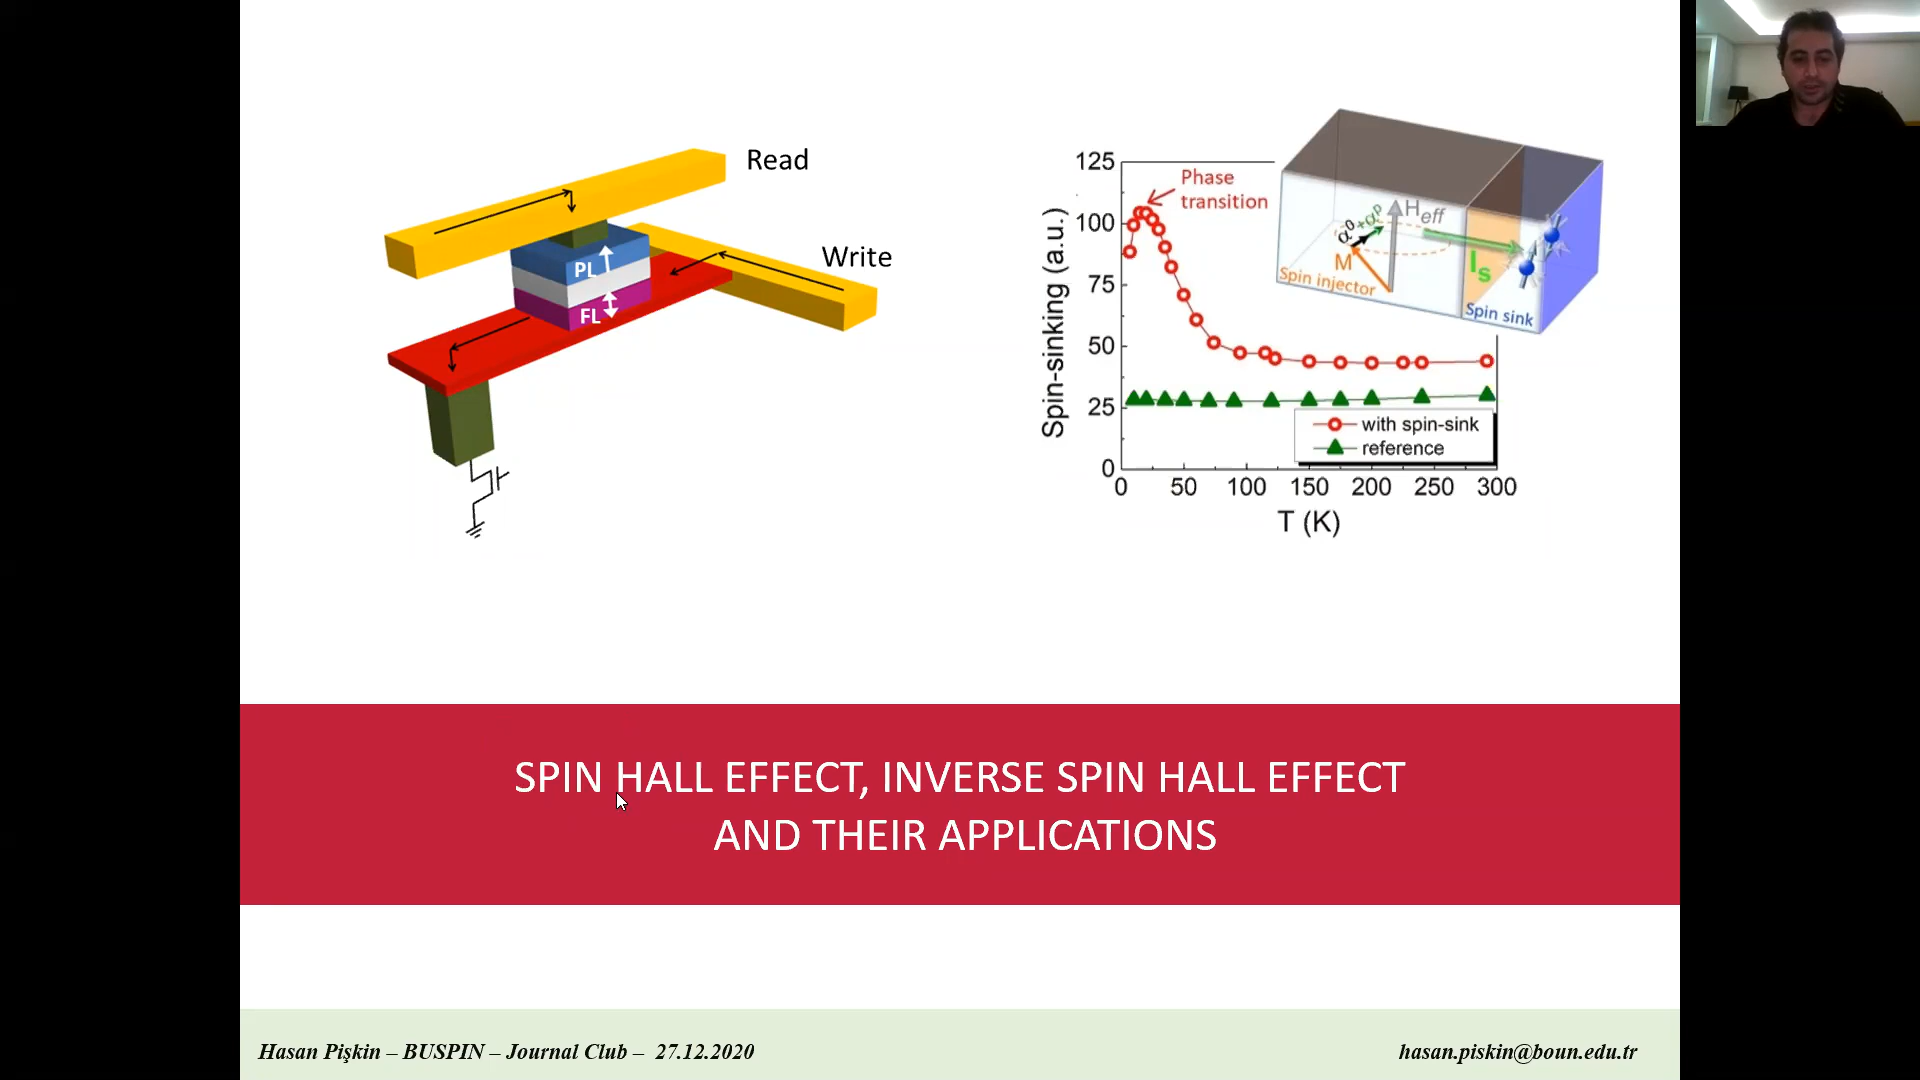 Read
Write
PL
FL
125
100
75
50
25
0
Spin-sinking (a.u.)
Phase
transition
α⁰+αᵖ
H_eff
M
I_s
Spin injector
Spin sink
with spin-sink
reference
0 50 100 150 200 250 300
T (K)
SPIN HALL EFFECT, INVERSE SPIN HALL EFFECT
AND THEIR APPLICATIONS
Hasan Pişkin – BUSPIN – Journal Club – 27.12.2020
hasan.piskin@boun.edu.tr